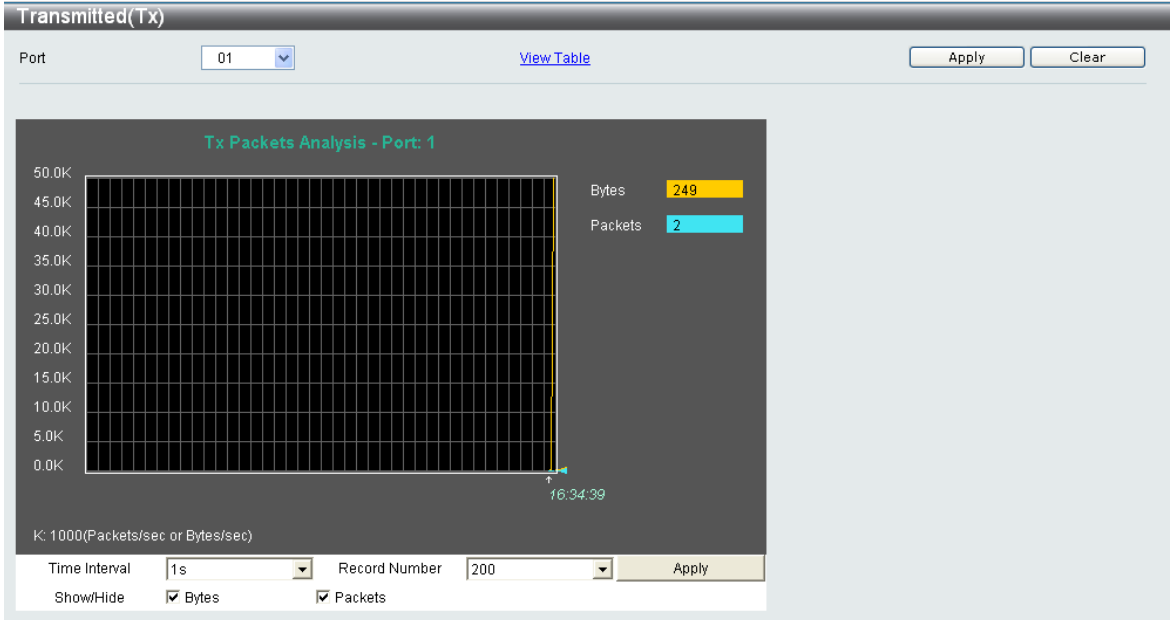 Transmitted(Tx)
Port 01 View Table Apply Clear
Tx Packets Analysis - Port: 1
50.0K
45.0K
40.0K
35.0K
30.0K
25.0K
20.0K
15.0K
10.0K
5.0K
0.0K
Bytes 249
Packets 2
16:34:39
K: 1000(Packets/sec or Bytes/sec)
Time Interval 1s Record Number 200 Apply
Show/Hide Bytes Packets